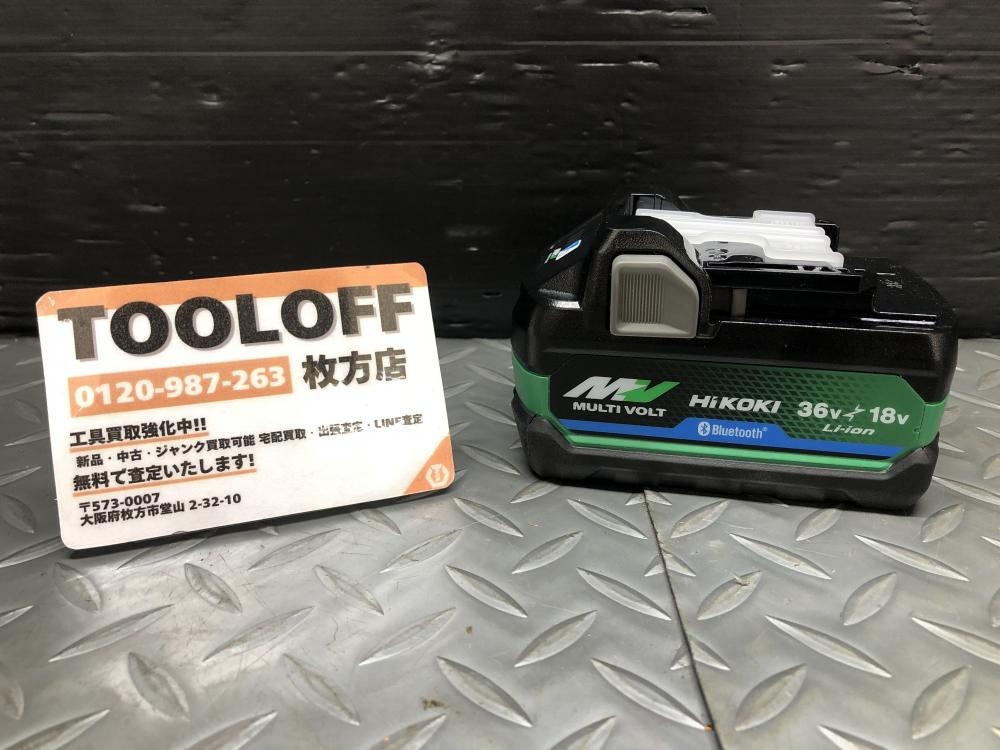 TOOLOFF
0120-987-263 枚方店
工具買取強化中!!
新品・中古・ジャンク買取可能 宅配買取・出張査定・LINE査定
無料で査定いたします!
〒573-0007
大阪府枚方市堂山 2-32-10
MV
MULTI VOLT
HiKOKI
36v⚡18v
Li-ion
Bluetooth®